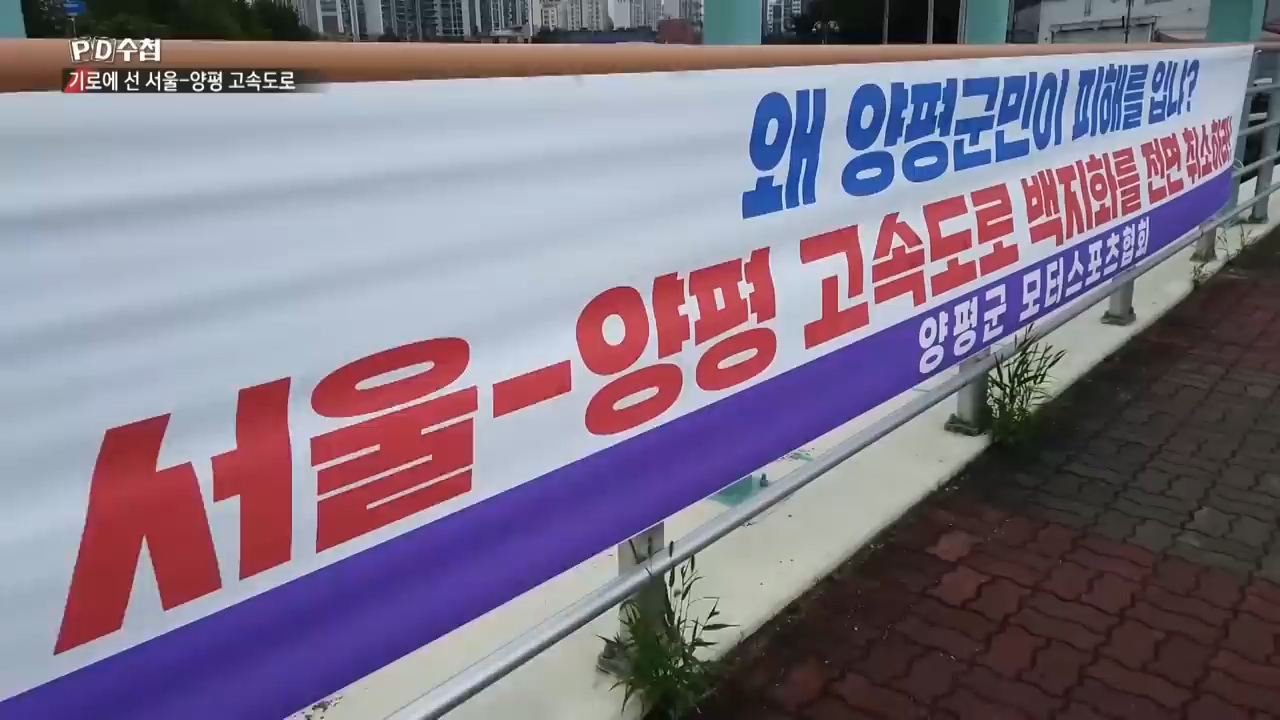 PD수첩
기로에 선 서울-양평 고속도로
왜 양평군민이 피해를 입나?
서울-양평 고속도로 백지화를 전면 취소하라!
양평군 모터스포츠협회